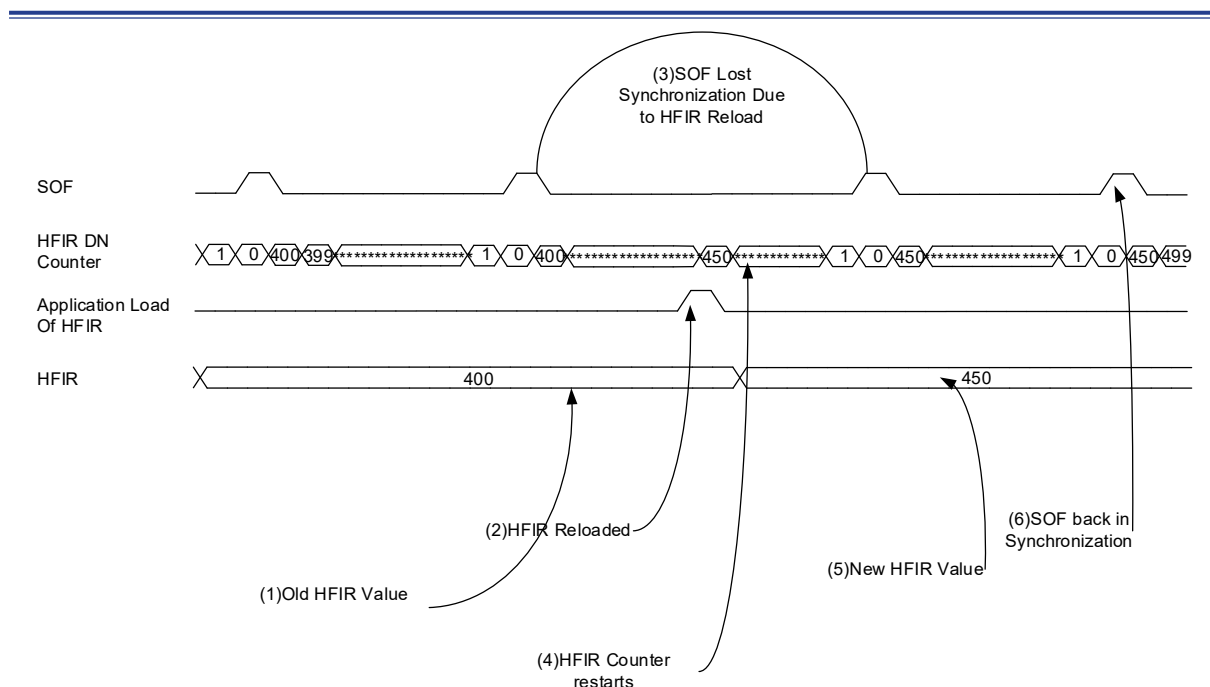 (3)SOF Lost
Synchronization Due
to HFIR Reload
SOF
HFIR DN
Counter
1 0 400 399 ***************** 1 0 400 ***************** 450 ************ 1 0 450 ***************** 1 0 450 499
Application Load
Of HFIR
HFIR
400
450
(2)HFIR Reloaded
(6)SOF back in
Synchronization
(5)New HFIR Value
(1)Old HFIR Value
(4)HFIR Counter
restarts